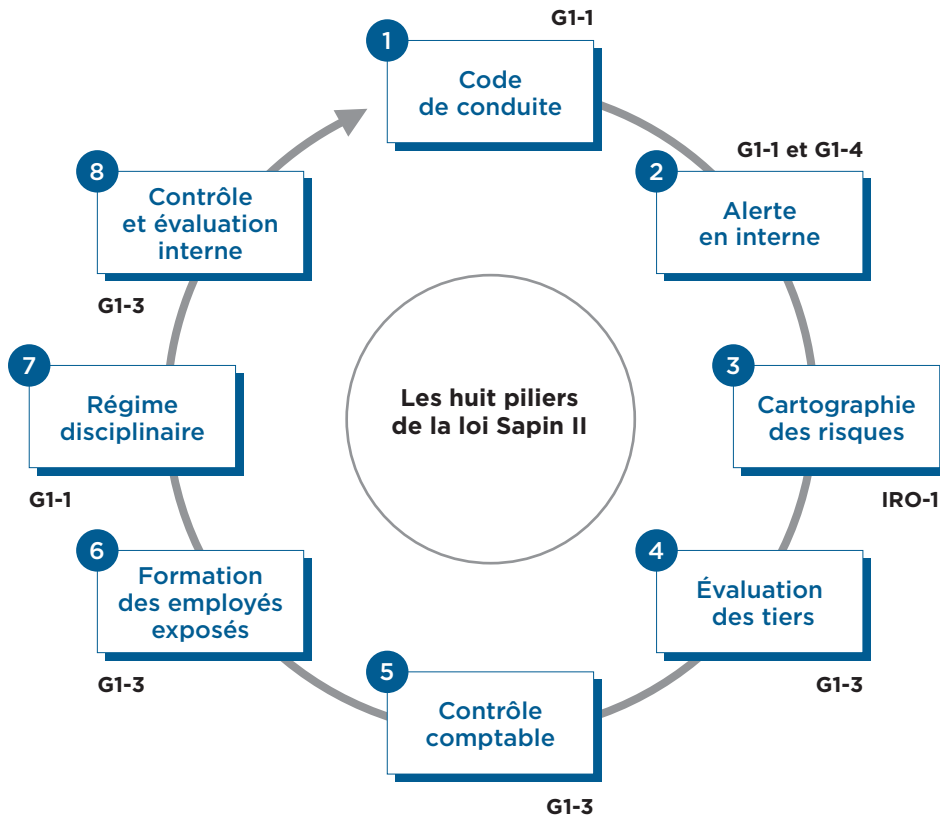 G1-1
1
Code
de conduite
G1-1 et G1-4
2
Alerte
en interne
3
Cartographie
des risques
IRO-1
4
Évaluation
des tiers
G1-3
5
Contrôle
comptable
G1-3
6
Formation
des employés
exposés
G1-3
7
Régime
disciplinaire
G1-1
8
Contrôle
et évaluation
interne
G1-3
Les huit piliers
de la loi Sapin II